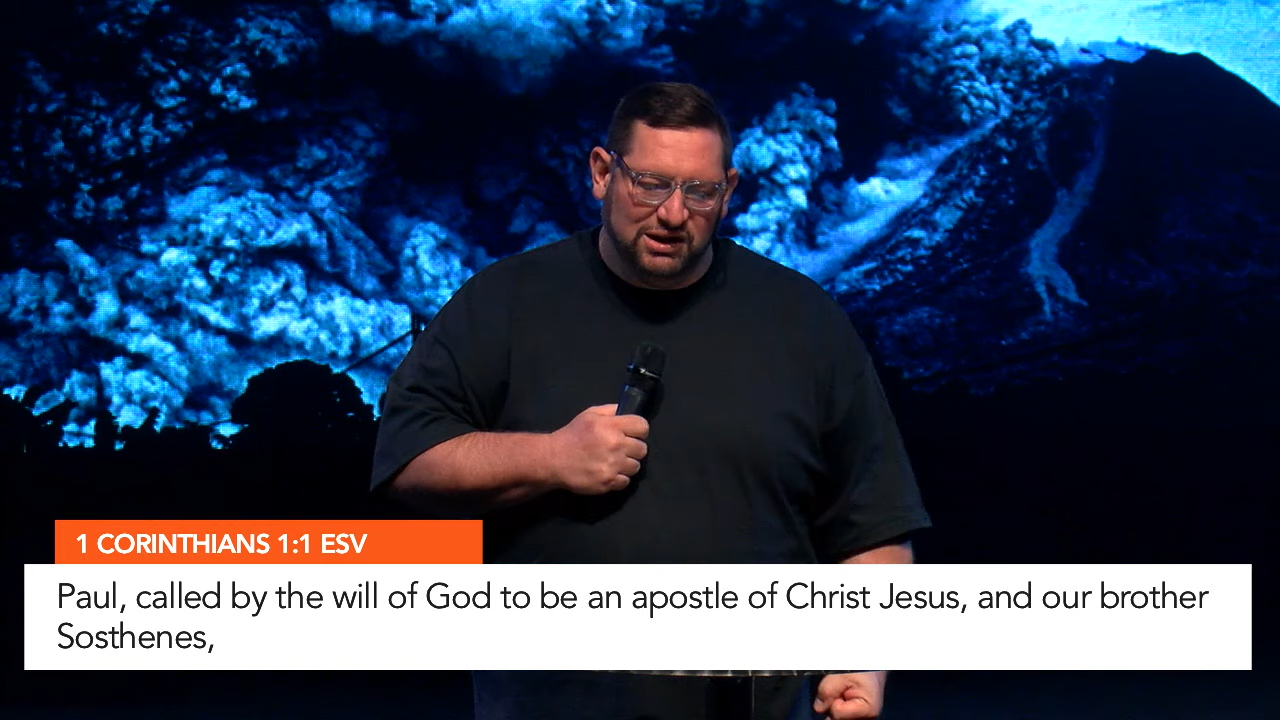 1 CORINTHIANS 1:1 ESV
Paul, called by the will of God to be an apostle of Christ Jesus, and our brother
Sosthenes,